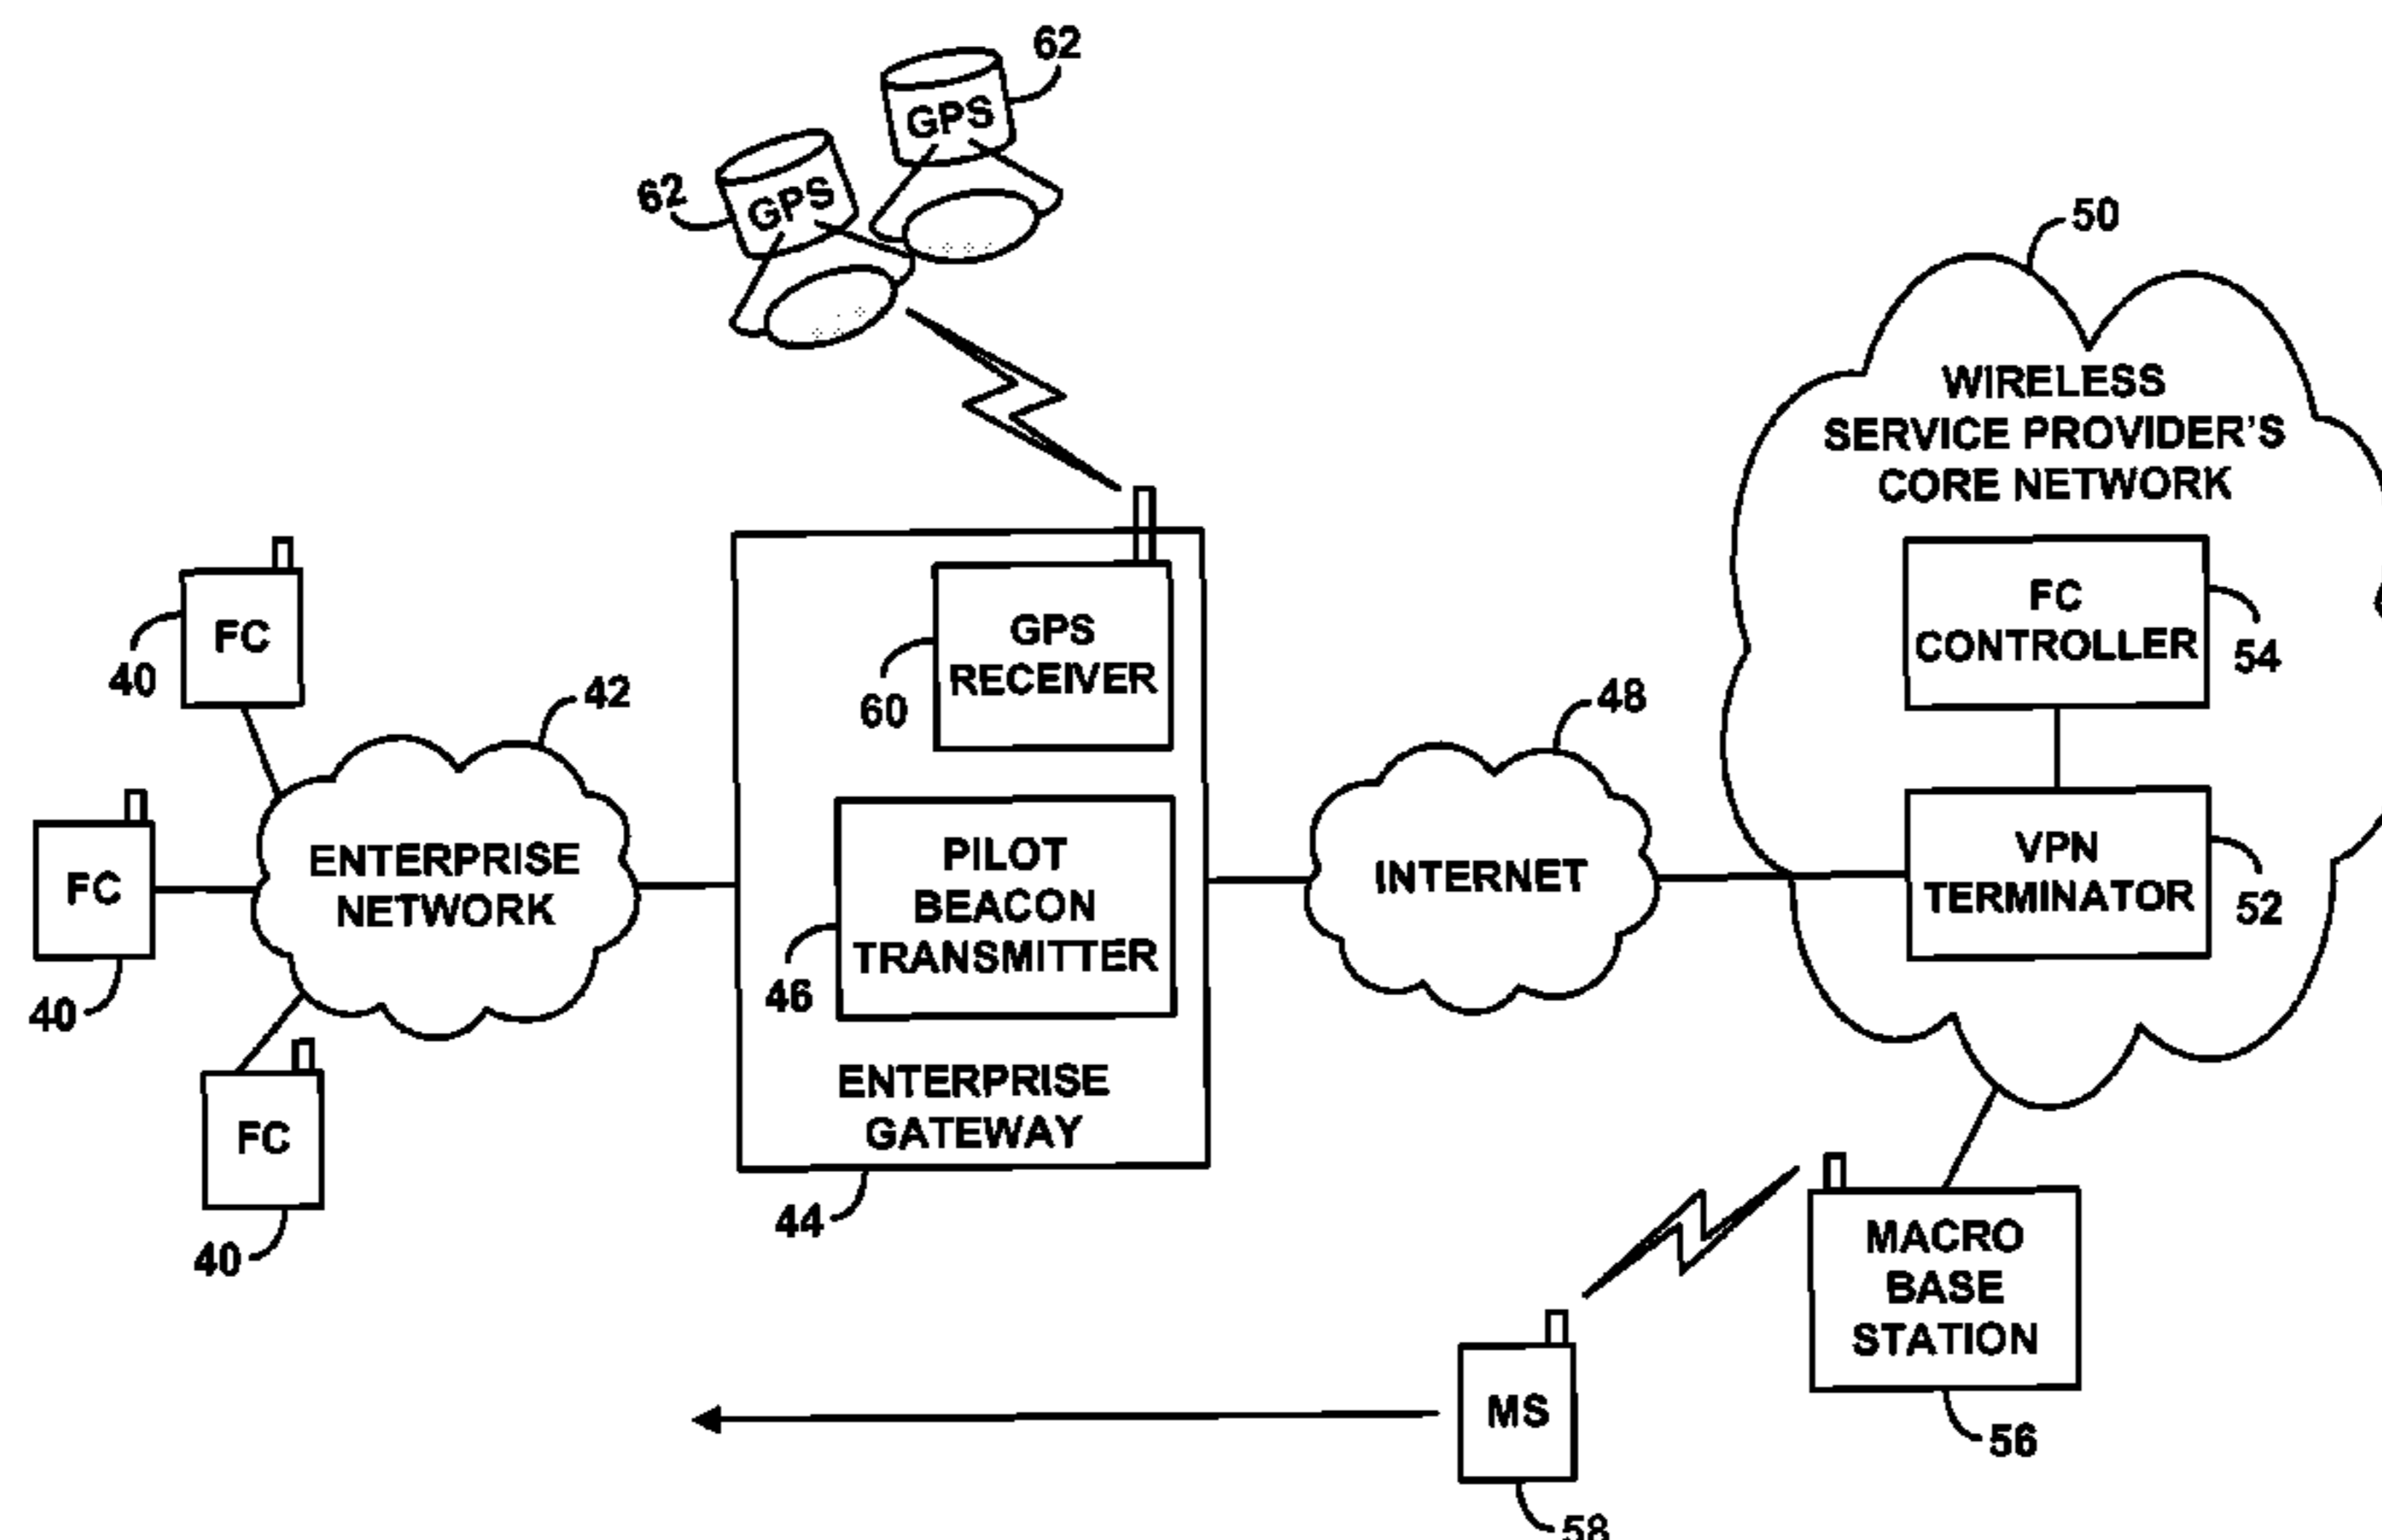 62
GPS
62
GPS
50
WIRELESS
SERVICE PROVIDER'S
CORE NETWORK
FC
CONTROLLER
54
VPN
TERMINATOR
52
GPS
RECEIVER
60
PILOT
BEACON
TRANSMITTER
46
ENTERPRISE
GATEWAY
44
FC
40
42
ENTERPRISE
NETWORK
FC
40
FC
40
48
INTERNET
MACRO
BASE
STATION
56
MS
58